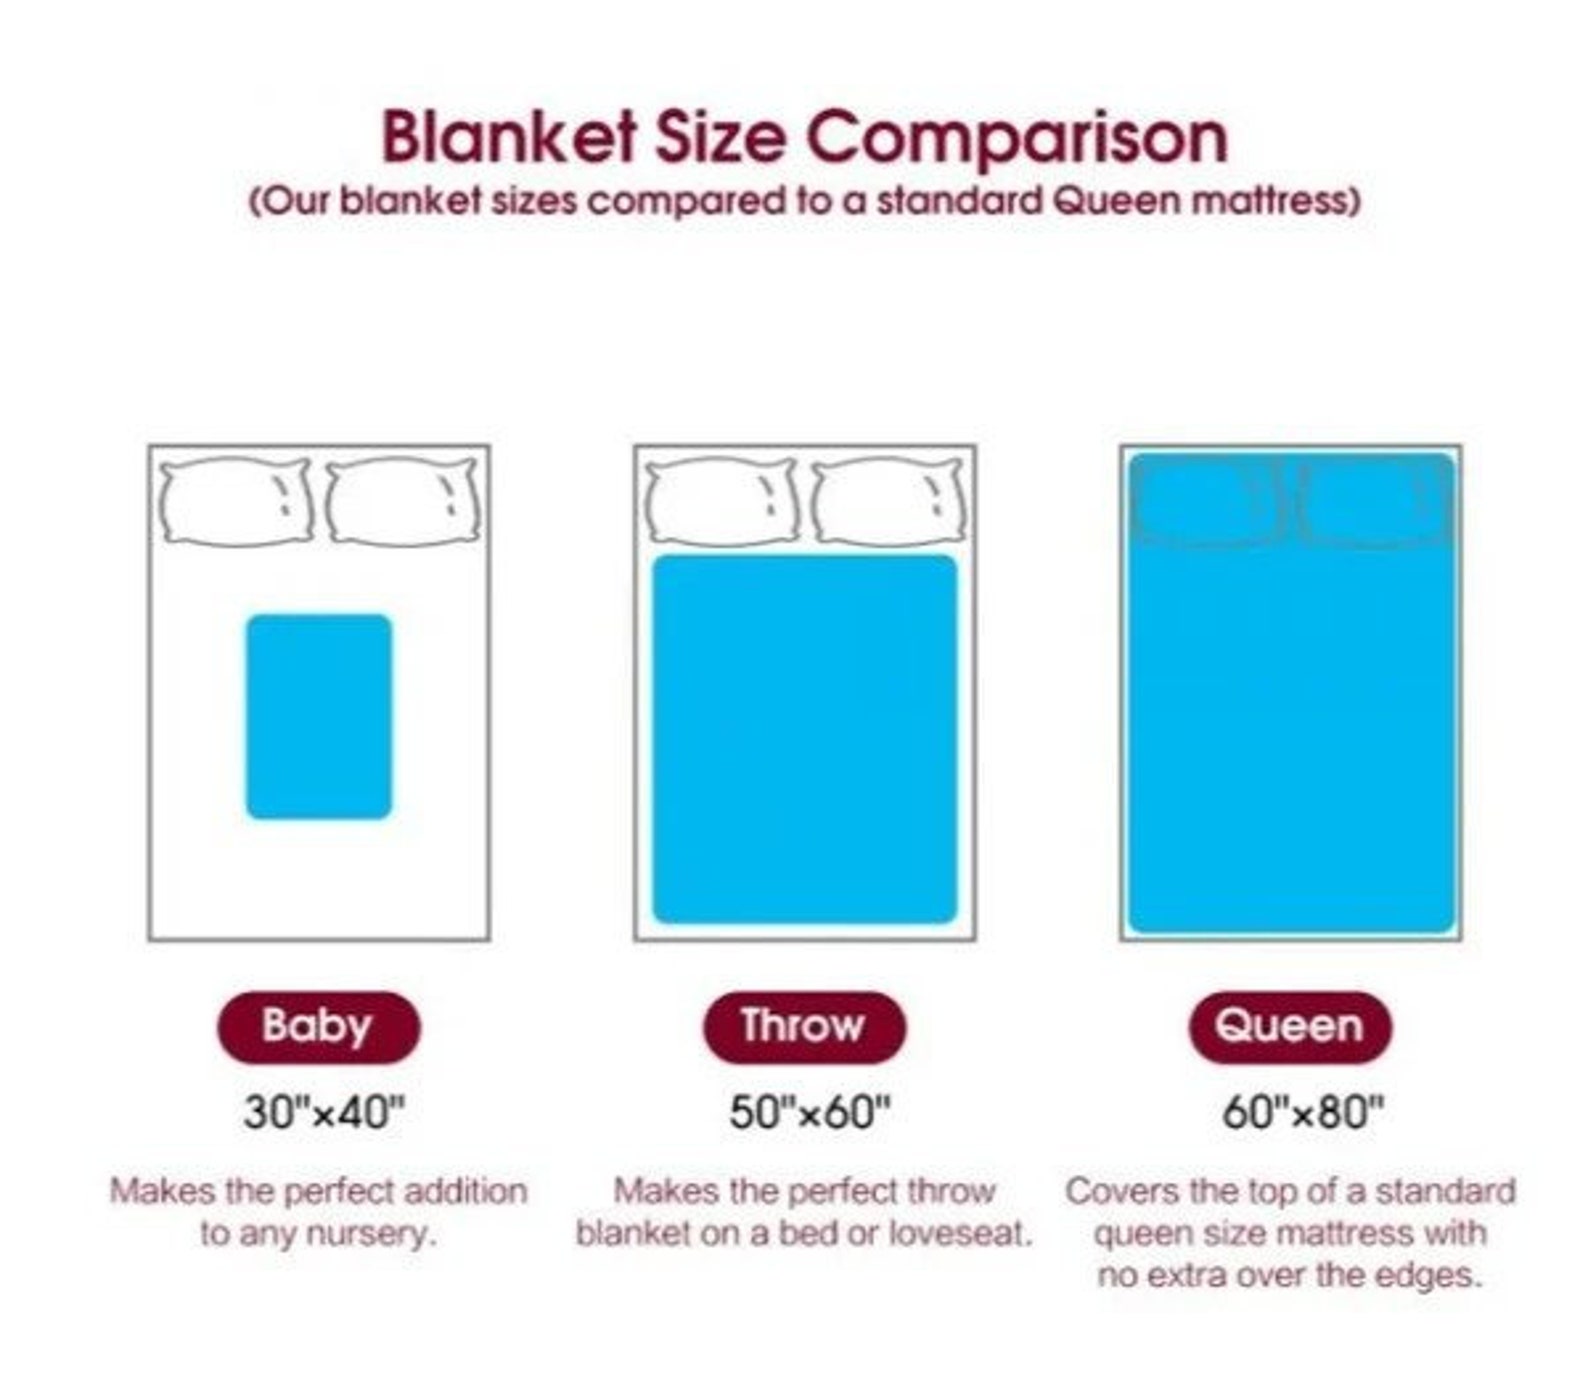 Blanket Size Comparison
(Our blanket sizes compared to a standard Queen mattress)
Baby
30"×40"
Makes the perfect addition
to any nursery.
Throw
50"×60"
Makes the perfect throw
blanket on a bed or loveseat.
Queen
60"×80"
Covers the top of a standard
queen size mattress with
no extra over the edges.